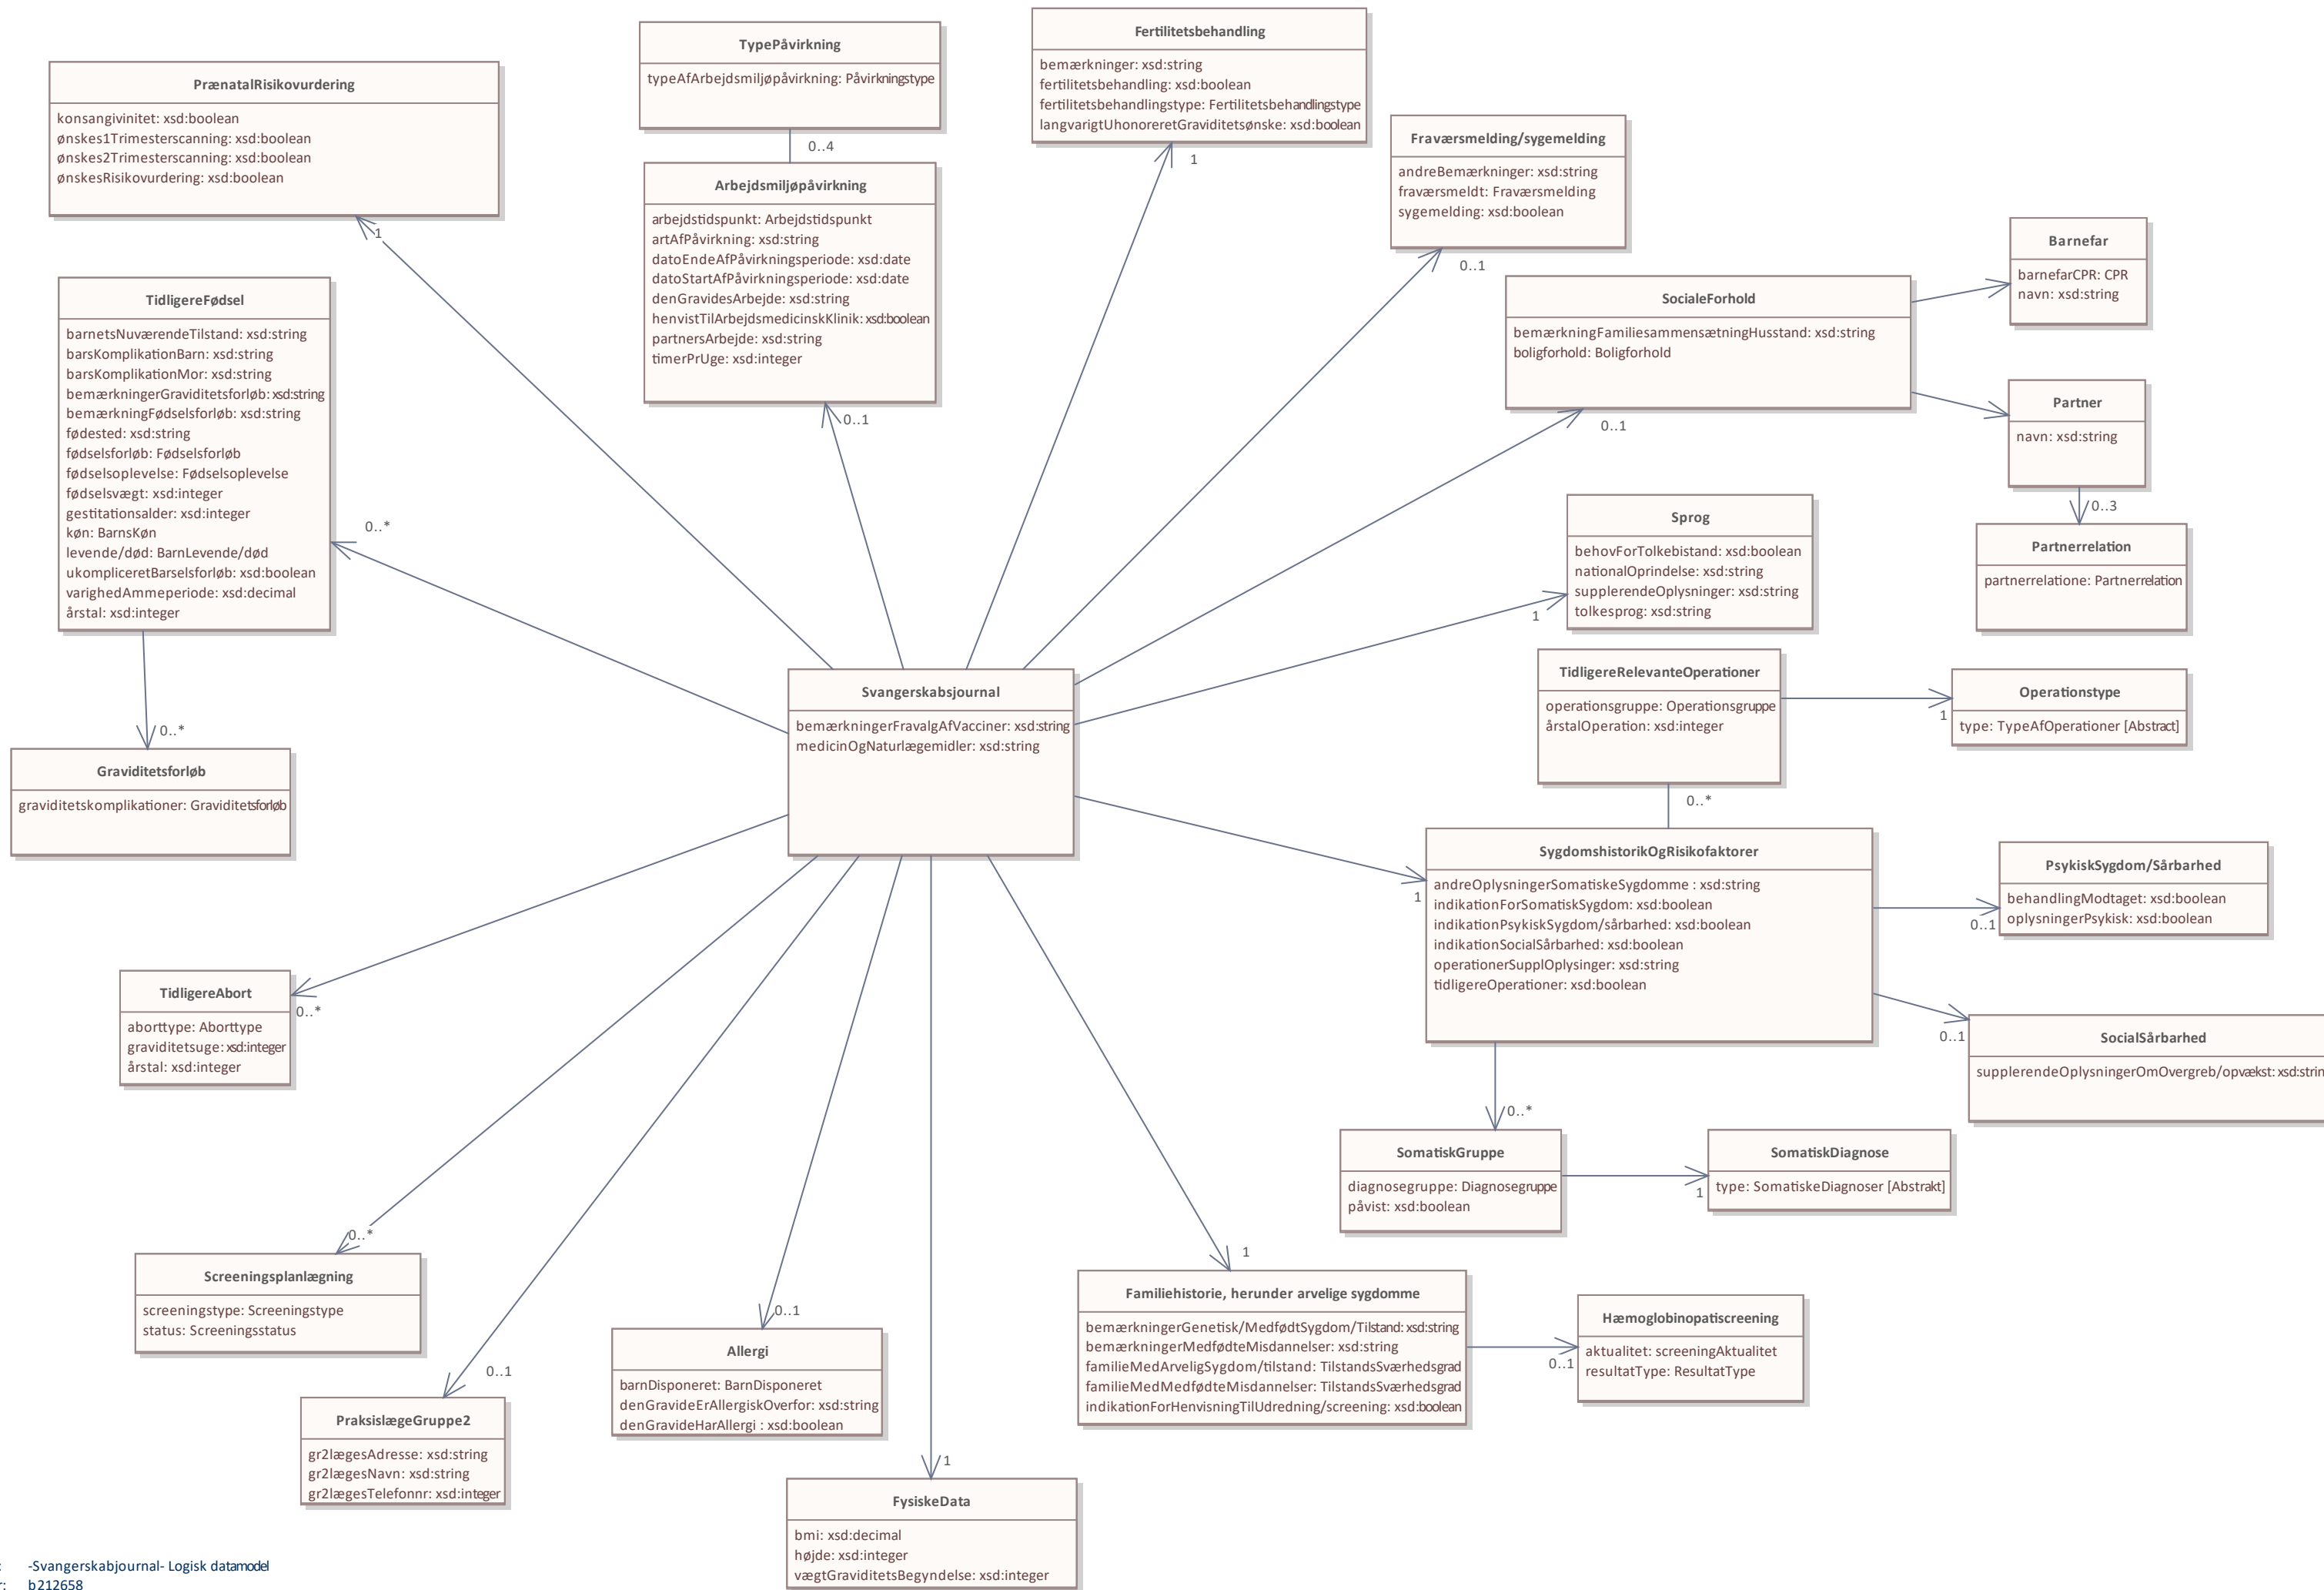 PrænatalRisikovurdering
konsangivinitet: xsd:boolean
ønskes1Trimesterscanning: xsd:boolean
ønskes2Trimesterscanning: xsd:boolean
ønskesRisikovurdering: xsd:boolean
1
TypePåvirkning
typeAfArbejdsmiljøpåvirkning: Påvirkningstype
0..4
Arbejdsmiljøpåvirkning
arbejdstidspunkt: Arbejdstidspunkt
artAfPåvirkning: xsd:string
datoEndeAfPåvirkningsperiode: xsd:date
datoStartAfPåvirkningsperiode: xsd:date
denGravidesArbejde: xsd:string
henvistTilArbejdsmedicinskKlinik: xsd:boolean
partnersArbejde: xsd:string
timerPrUge: xsd:integer
0..1
Fertilitetsbehandling
bemærkninger: xsd:string
fertilitetsbehandling: xsd:boolean
fertilitetsbehandlingstype: Fertilitetsbehandlingstype
langvarigtUhonoreretGraviditetsønske: xsd:boolean
1
Fraværsmelding/sygemelding
andreBemærkninger: xsd:string
fraværsmeldt: Fraværsmelding
sygemelding: xsd:boolean
0..1
SocialeForhold
bemærkningFamiliesammensætningHusstand: xsd:string
boligforhold: Boligforhold
0..1
Barnefar
barnefarCPR: CPR
navn: xsd:string
Partner
navn: xsd:string
0..3
Partnerrelation
partnerrelatione: Partnerrelation
TidligereFødsel
barnetsNuværendeTilstand: xsd:string
barsKomplikationBarn: xsd:string
barsKomplikationMor: xsd:string
bemærkningerGraviditetsforløb: xsd:string
bemærkningFødselsforløb: xsd:string
fødested: xsd:string
fødselsforløb: Fødselsforløb
fødselsoplevelse: Fødselsoplevelse
fødselsvægt: xsd:integer
gestitationsalder: xsd:integer
køn: BarnsKøn
levende/død: BarnLevende/død
ukompliceretBarselsforløb: xsd:boolean
varighedAmmeperiode: xsd:decimal
årstal: xsd:integer
0..*
0..*
Graviditetsforløb
graviditetskomplikationer: Graviditetsforløb
Sprog
behovForTolkebistand: xsd:boolean
nationalOprindelse: xsd:string
supplerendeOplysninger: xsd:string
tolkesprog: xsd:string
1
Svangerskabsjournal
bemærkningerFravalgAfVacciner: xsd:string
medicinOgNaturlægemidler: xsd:string
TidligereRelevanteOperationer
operationsgruppe: Operationsgruppe
årstalOperation: xsd:integer
0..*
Operationstype
type: TypeAfOperationer [Abstract]
1
SygdomshistorikOgRisikofaktorer
andreOplysningerSomatiskeSygdomme : xsd:string
indikationForSomatiskSygdom: xsd:boolean
indikationPsykiskSygdom/sårbarhed: xsd:boolean
indikationSocialSårbarhed: xsd:boolean
operationerSupplOplysinger: xsd:string
tidligereOperationer: xsd:boolean
1
PsykiskSygdom/Sårbarhed
behandlingModtaget: xsd:boolean
oplysningerPsykisk: xsd:boolean
0..1
SocialSårbarhed
supplerendeOplysningerOmOvergreb/opvækst: xsd:strin
0..1
0..*
SomatiskGruppe
diagnosegruppe: Diagnosegruppe
påvist: xsd:boolean
SomatiskDiagnose
type: SomatiskeDiagnoser [Abstrakt]
1
TidligereAbort
aborttype: Aborttype
graviditetsuge: xsd:integer
årstal: xsd:integer
0..*
0..*
Screeningsplanlægning
screeningstype: Screeningstype
status: Screeningsstatus
0..1
PraksislægeGruppe2
gr2lægesAdresse: xsd:string
gr2lægesNavn: xsd:string
gr2lægesTelefonnr: xsd:integer
0..1
Allergi
barnDisponeret: BarnDisponeret
denGravideErAllergiskOverfor: xsd:string
denGravideHarAllergi : xsd:boolean
1
FysiskeData
bmi: xsd:decimal
højde: xsd:integer
vægtGraviditetsBegyndelse: xsd:integer
1
Familiehistorie, herunder arvelige sygdomme
bemærkningerGenetisk/MedfødtSygdom/Tilstand: xsd:string
bemærkningerMedfødteMisdannelser: xsd:string
familieMedArveligSygdom/tilstand: TilstandsSværhedsgrad
familieMedMedfødteMisdannelser: TilstandsSværhedsgrad
indikationForHenvisningTilUdredning/screening: xsd:boolean
Hæmoglobinopatiscreening
aktualitet: screeningAktualitet
resultatType: ResultatType
0..1
: -Svangerskabjournal- Logisk datamodel
r: b212658